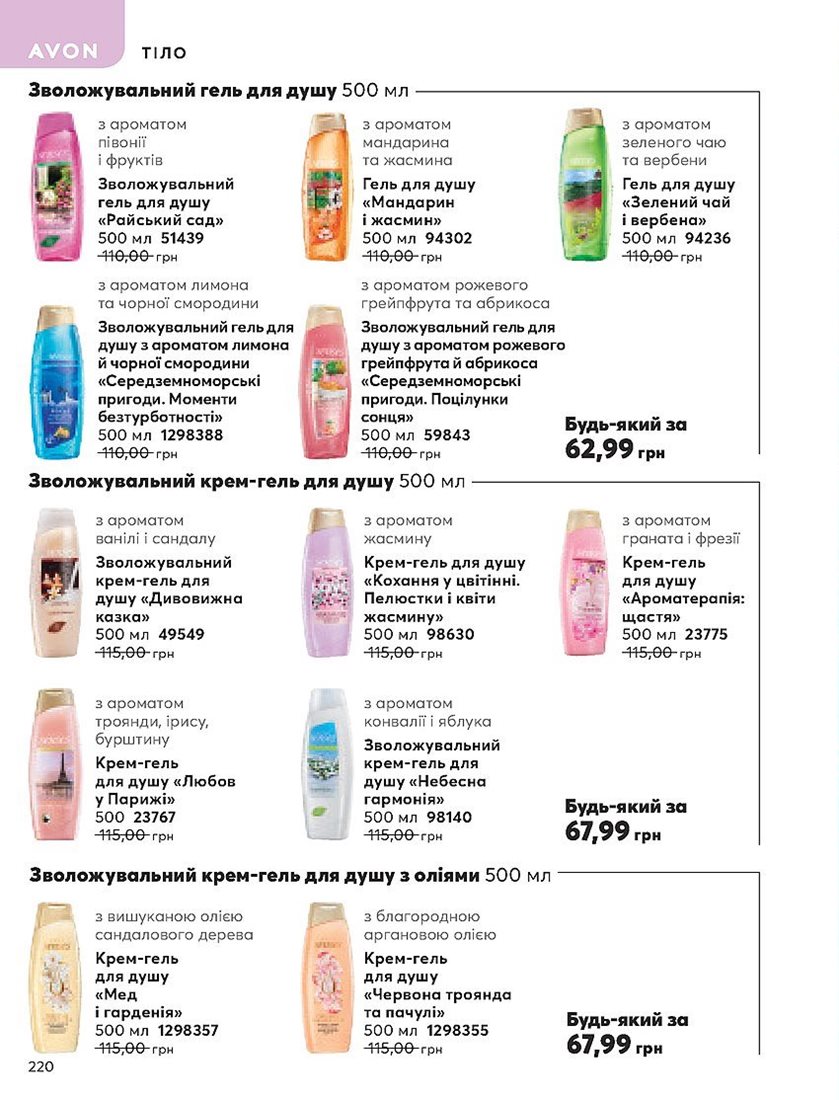 AVON
ТІЛО
Зволожувальний гель для душу 500 мл
з ароматом
півонії
і фруктів
Зволожувальний
гель для душу
«Райський сад»
500 мл 51439
110,00 грн
з ароматом
мандарина
та жасмина
Гель для душу
«Мандарин
і жасмин»
500 мл 94302
110,00 грн
з ароматом
зеленого чаю
та вербени
Гель для душу
«Зелений чай
і вербена»
500 мл 94236
110,00 грн
з ароматом лимона
та чорної смородини
Зволожувальний гель для
душу з ароматом лимона
й чорної смородини
«Середземноморські
пригоди. Моменти
безтурботності»
500 мл 1298388
110,00 грн
з ароматом рожевого
грейпфрута та абрикоса
Зволожувальний гель для
душу з ароматом рожевого
грейпфрута й абрикоса
«Середземноморські
пригоди. Поцілунки
сонця»
500 мл 59843
110,00 грн
Будь-який за
62,99 грн
Зволожувальний крем-гель для душу 500 мл
з ароматом
ванілі і сандалу
Зволожувальний
крем-гель для
душу «Дивовижна
казка»
500 мл 49549
115,00 грн
з ароматом
жасмину
Крем-гель для душу
«Кохання у цвітінні.
Пелюстки і квіти
жасмину»
500 мл 98630
115,00 грн
з ароматом
граната і фрезії
Крем-гель
для душу
«Ароматерапія:
щастя»
500 мл 23775
115,00 грн
з ароматом
троянди, ірису,
бурштину
Крем-гель
для душу «Любов
у Парижі»
500 23767
115,00 грн
з ароматом
конвалії і яблука
Зволожувальний
крем-гель для
душу «Небесна
гармонія»
500 мл 98140
115,00 грн
Будь-який за
67,99 грн
Зволожувальний крем-гель для душу з оліями 500 мл
з вишуканою олією
сандалового дерева
Крем-гель
для душу
«Мед
і гарденія»
500 мл 1298357
115,00 грн
з благородною
аргановою олією
Крем-гель
для душу
«Червона троянда
та пачулі»
500 мл 1298355
115,00 грн
Будь-який за
67,99 грн
220